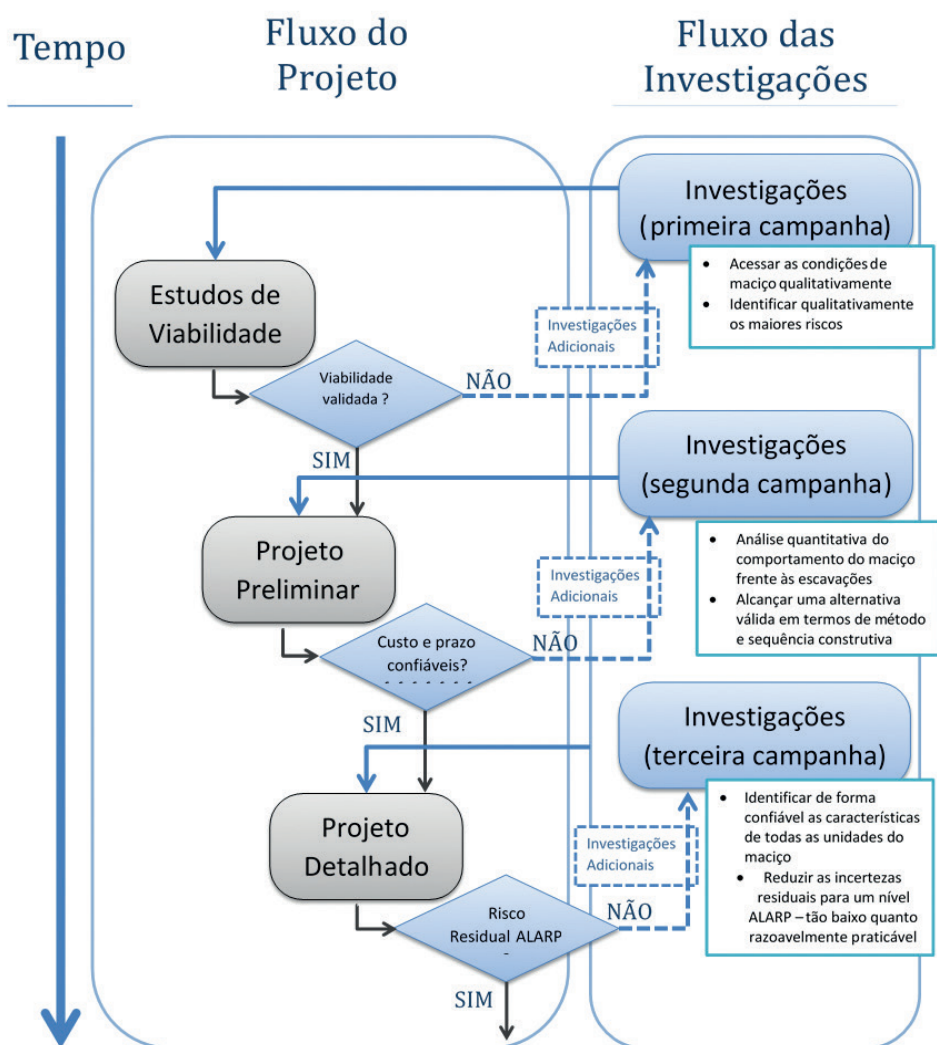 Tempo
Fluxo do
Projeto
Fluxo das
Investigações
Investigações
(primeira campanha)
• Acessar as condições de
maciço qualitativamente
• Identificar qualitativamente
os maiores riscos
Estudos de
Viabilidade
Investigações
Adicionais
Viabilidade
validada ?
NÃO
SIM
Investigações
(segunda campanha)
• Análise quantitativa do
comportamento do maciço
frente às escavações
• Alcançar uma alternativa
válida em termos de método
e sequência construtiva
Projeto
Preliminar
Investigações
Adicionais
Custo e prazo
confiáveis?
NÃO
SIM
Investigações
(terceira campanha)
• Identificar de forma
confiável as características
de todas as unidades do
maciço
• Reduzir as incertezas
residuais para um nível
ALARP – tão baixo quanto
razoavelmente praticável
Projeto
Detalhado
Investigações
Adicionais
Risco
Residual ALARP
-
NÃO
SIM